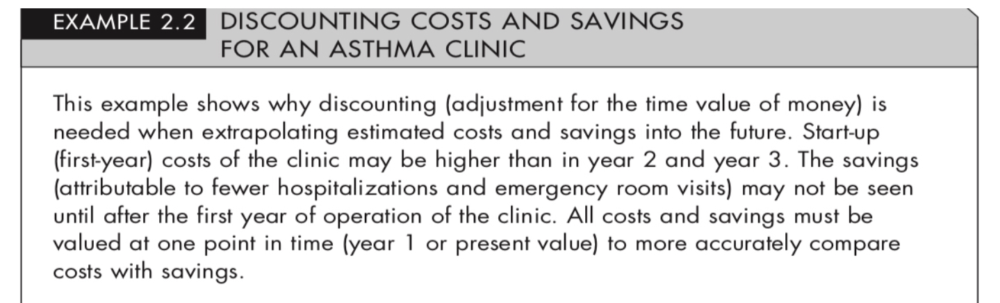 EXAMPLE 2.2 DISCOUNTING COSTS AND SAVINGS
FOR AN ASTHMA CLINIC
This example shows why discounting (adjustment for the time value of money) is
needed when extrapolating estimated costs and savings into the future. Start-up
(first-year) costs of the clinic may be higher than in year 2 and year 3. The savings
(attributable to fewer hospitalizations and emergency room visits) may not be seen
until after the first year of operation of the clinic. All costs and savings must be
valued at one point in time (year 1 or present value) to more accurately compare
costs with savings.